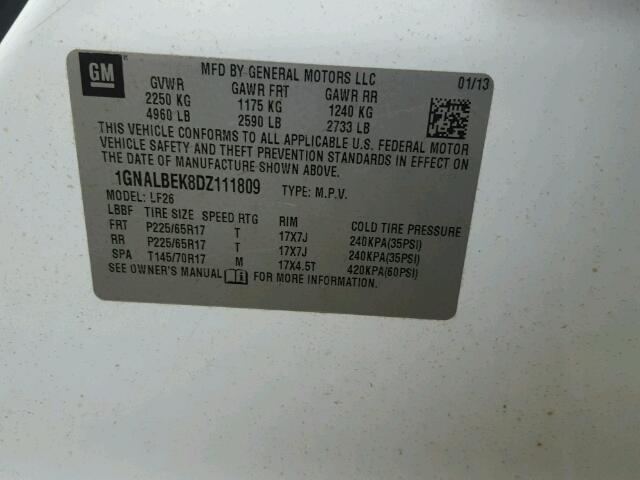 GM
MFD BY GENERAL MOTORS LLC 01/13
GVWR GAWR FRT GAWR RR
2250 KG 1175 KG 1240 KG
4960 LB 2590 LB 2733 LB
THIS VEHICLE CONFORMS TO ALL APPLICABLE U.S. FEDERAL MOTOR
VEHICLE SAFETY AND THEFT PREVENTION STANDARDS IN EFFECT ON
THE DATE OF MANUFACTURE SHOWN ABOVE.
1GNALBEK8DZ111809 TYPE: M.P.V.
MODEL: LF26
LBBF TIRE SIZE SPEED RTG RIM COLD TIRE PRESSURE
FRT P225/65R17 T 17X7J 240KPA(35PSI)
RR P225/65R17 T 17X7J 240KPA(35PSI)
SPA T145/70R17 M 17X4.5T 420KPA(60PSI)
SEE OWNER'S MANUAL FOR MORE INFORMATION.